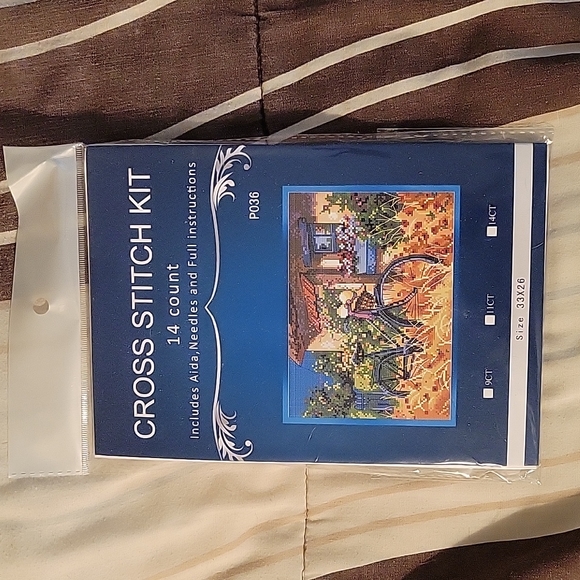 CROSS STITCH KIT
14 count
Includes Aida,Needles and Full instructions
P036
9CT 11CT 14CT
Size 33X26